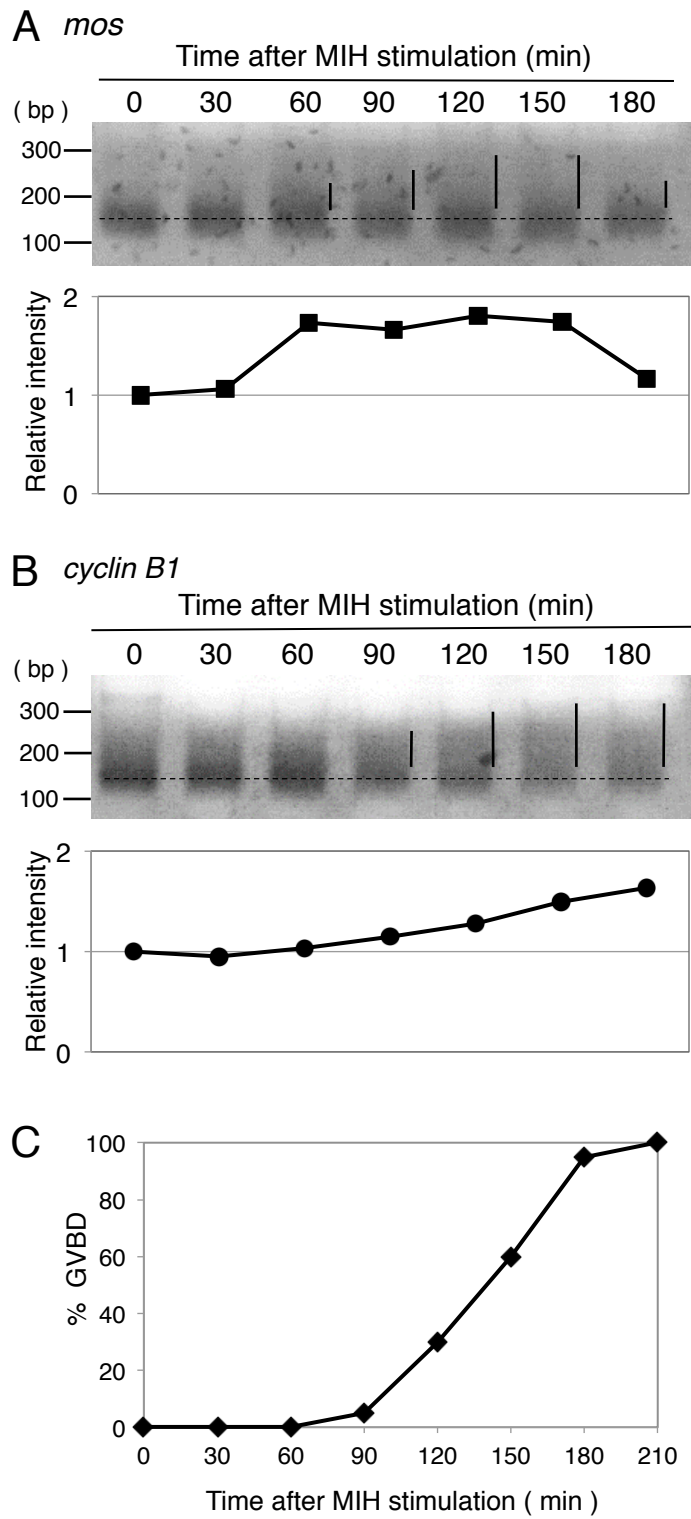 A mos
Time after MIH stimulation (min)
( bp ) 0 30 60 90 120 150 180
300
200
100
Relative intensity
2
1
0
B cyclin B1
Time after MIH stimulation (min)
( bp ) 0 30 60 90 120 150 180
300
200
100
Relative intensity
2
1
0
C
% GVBD
100
80
60
40
20
0
0 30 60 90 120 150 180 210
Time after MIH stimulation ( min )